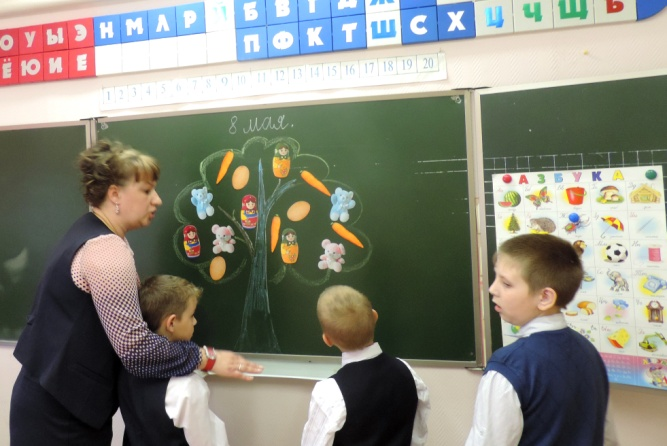 О У Ы Э Н М Л Р Й Б В Г Д Ж
Ё Ю И Е П Ф К Т Ш С Х Ц Ч Щ
1 2 3 4 5 6 7 8 9 10 11 12 13 14 15 16 17 18 19 20
8 мая.
АЗБУКА